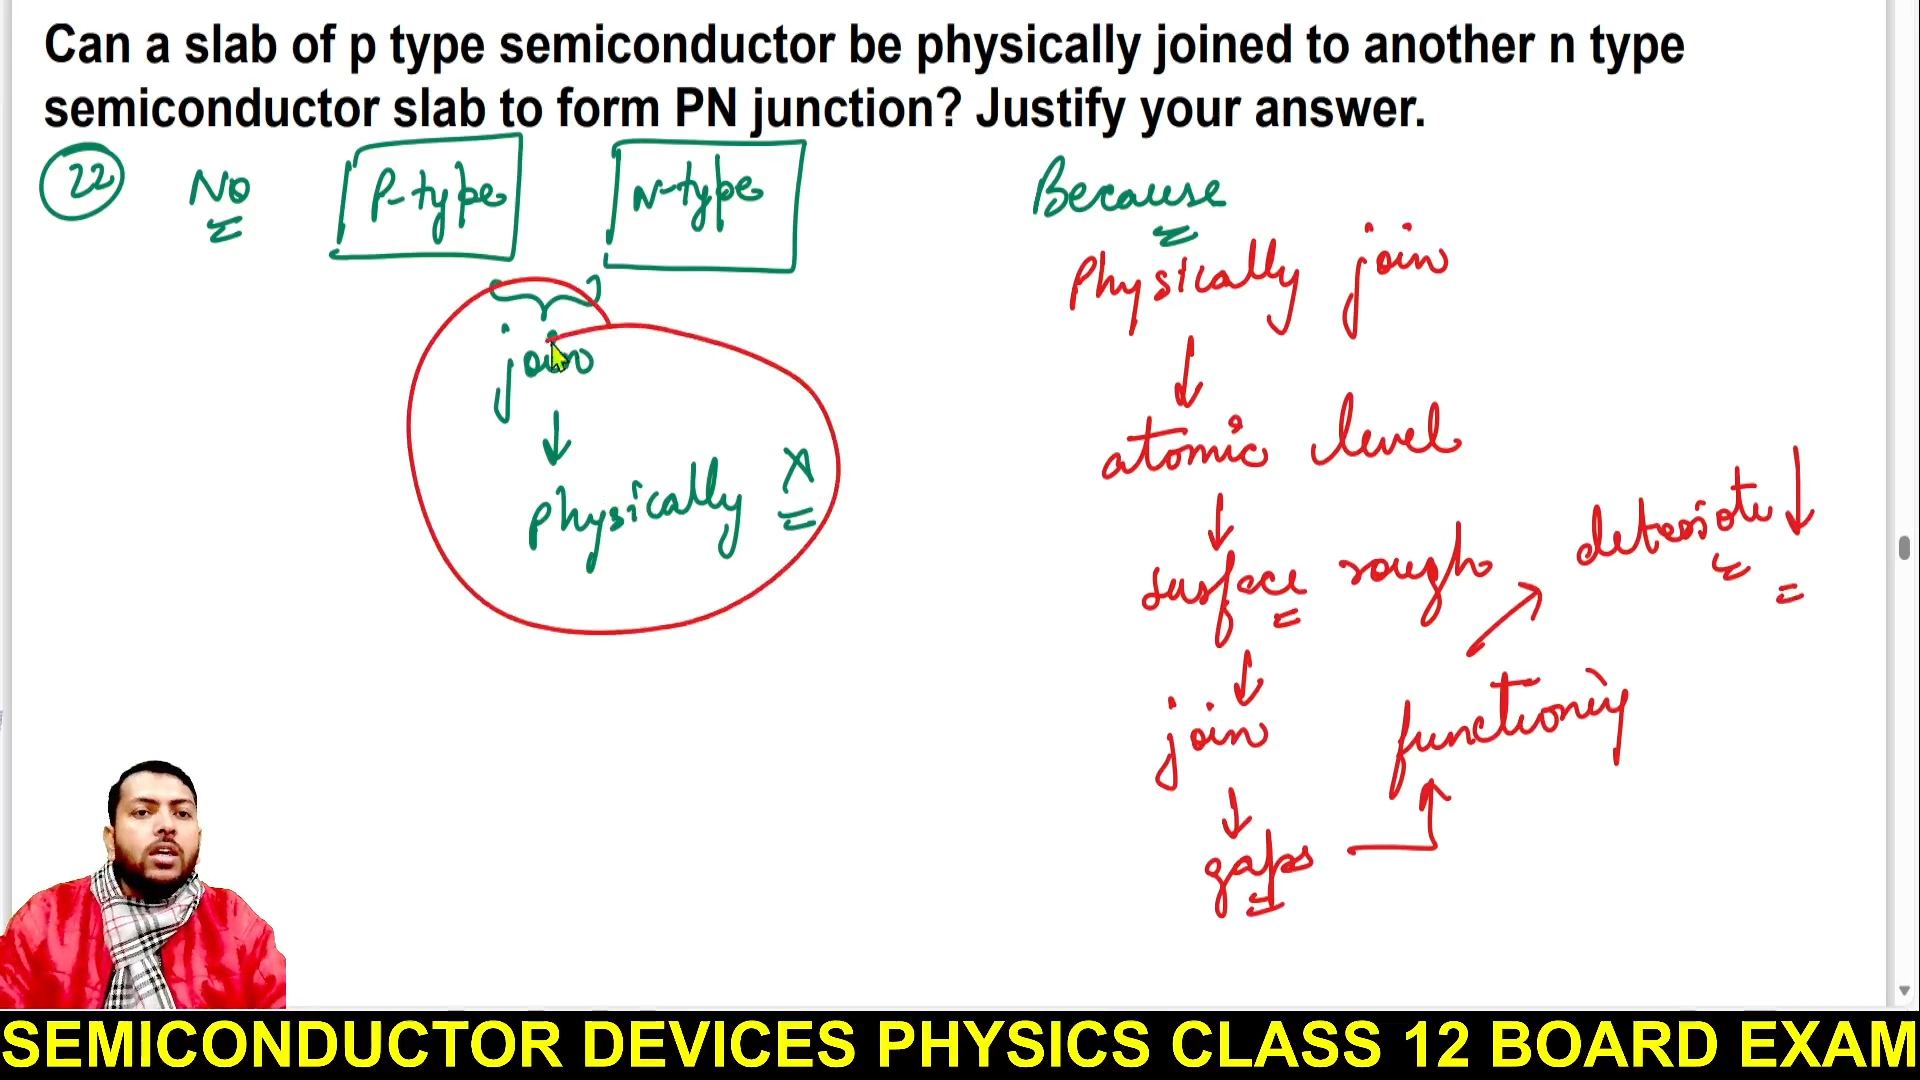 Can a slab of p type semiconductor be physically joined to another n type
semiconductor slab to form PN junction? Justify your answer.
22
No
P-type
N-type
join
physically X
Because
Physically join
atomic level
surface rough
join
gaps
functioning
deteriote
SEMICONDUCTOR DEVICES PHYSICS CLASS 12 BOARD EXAM